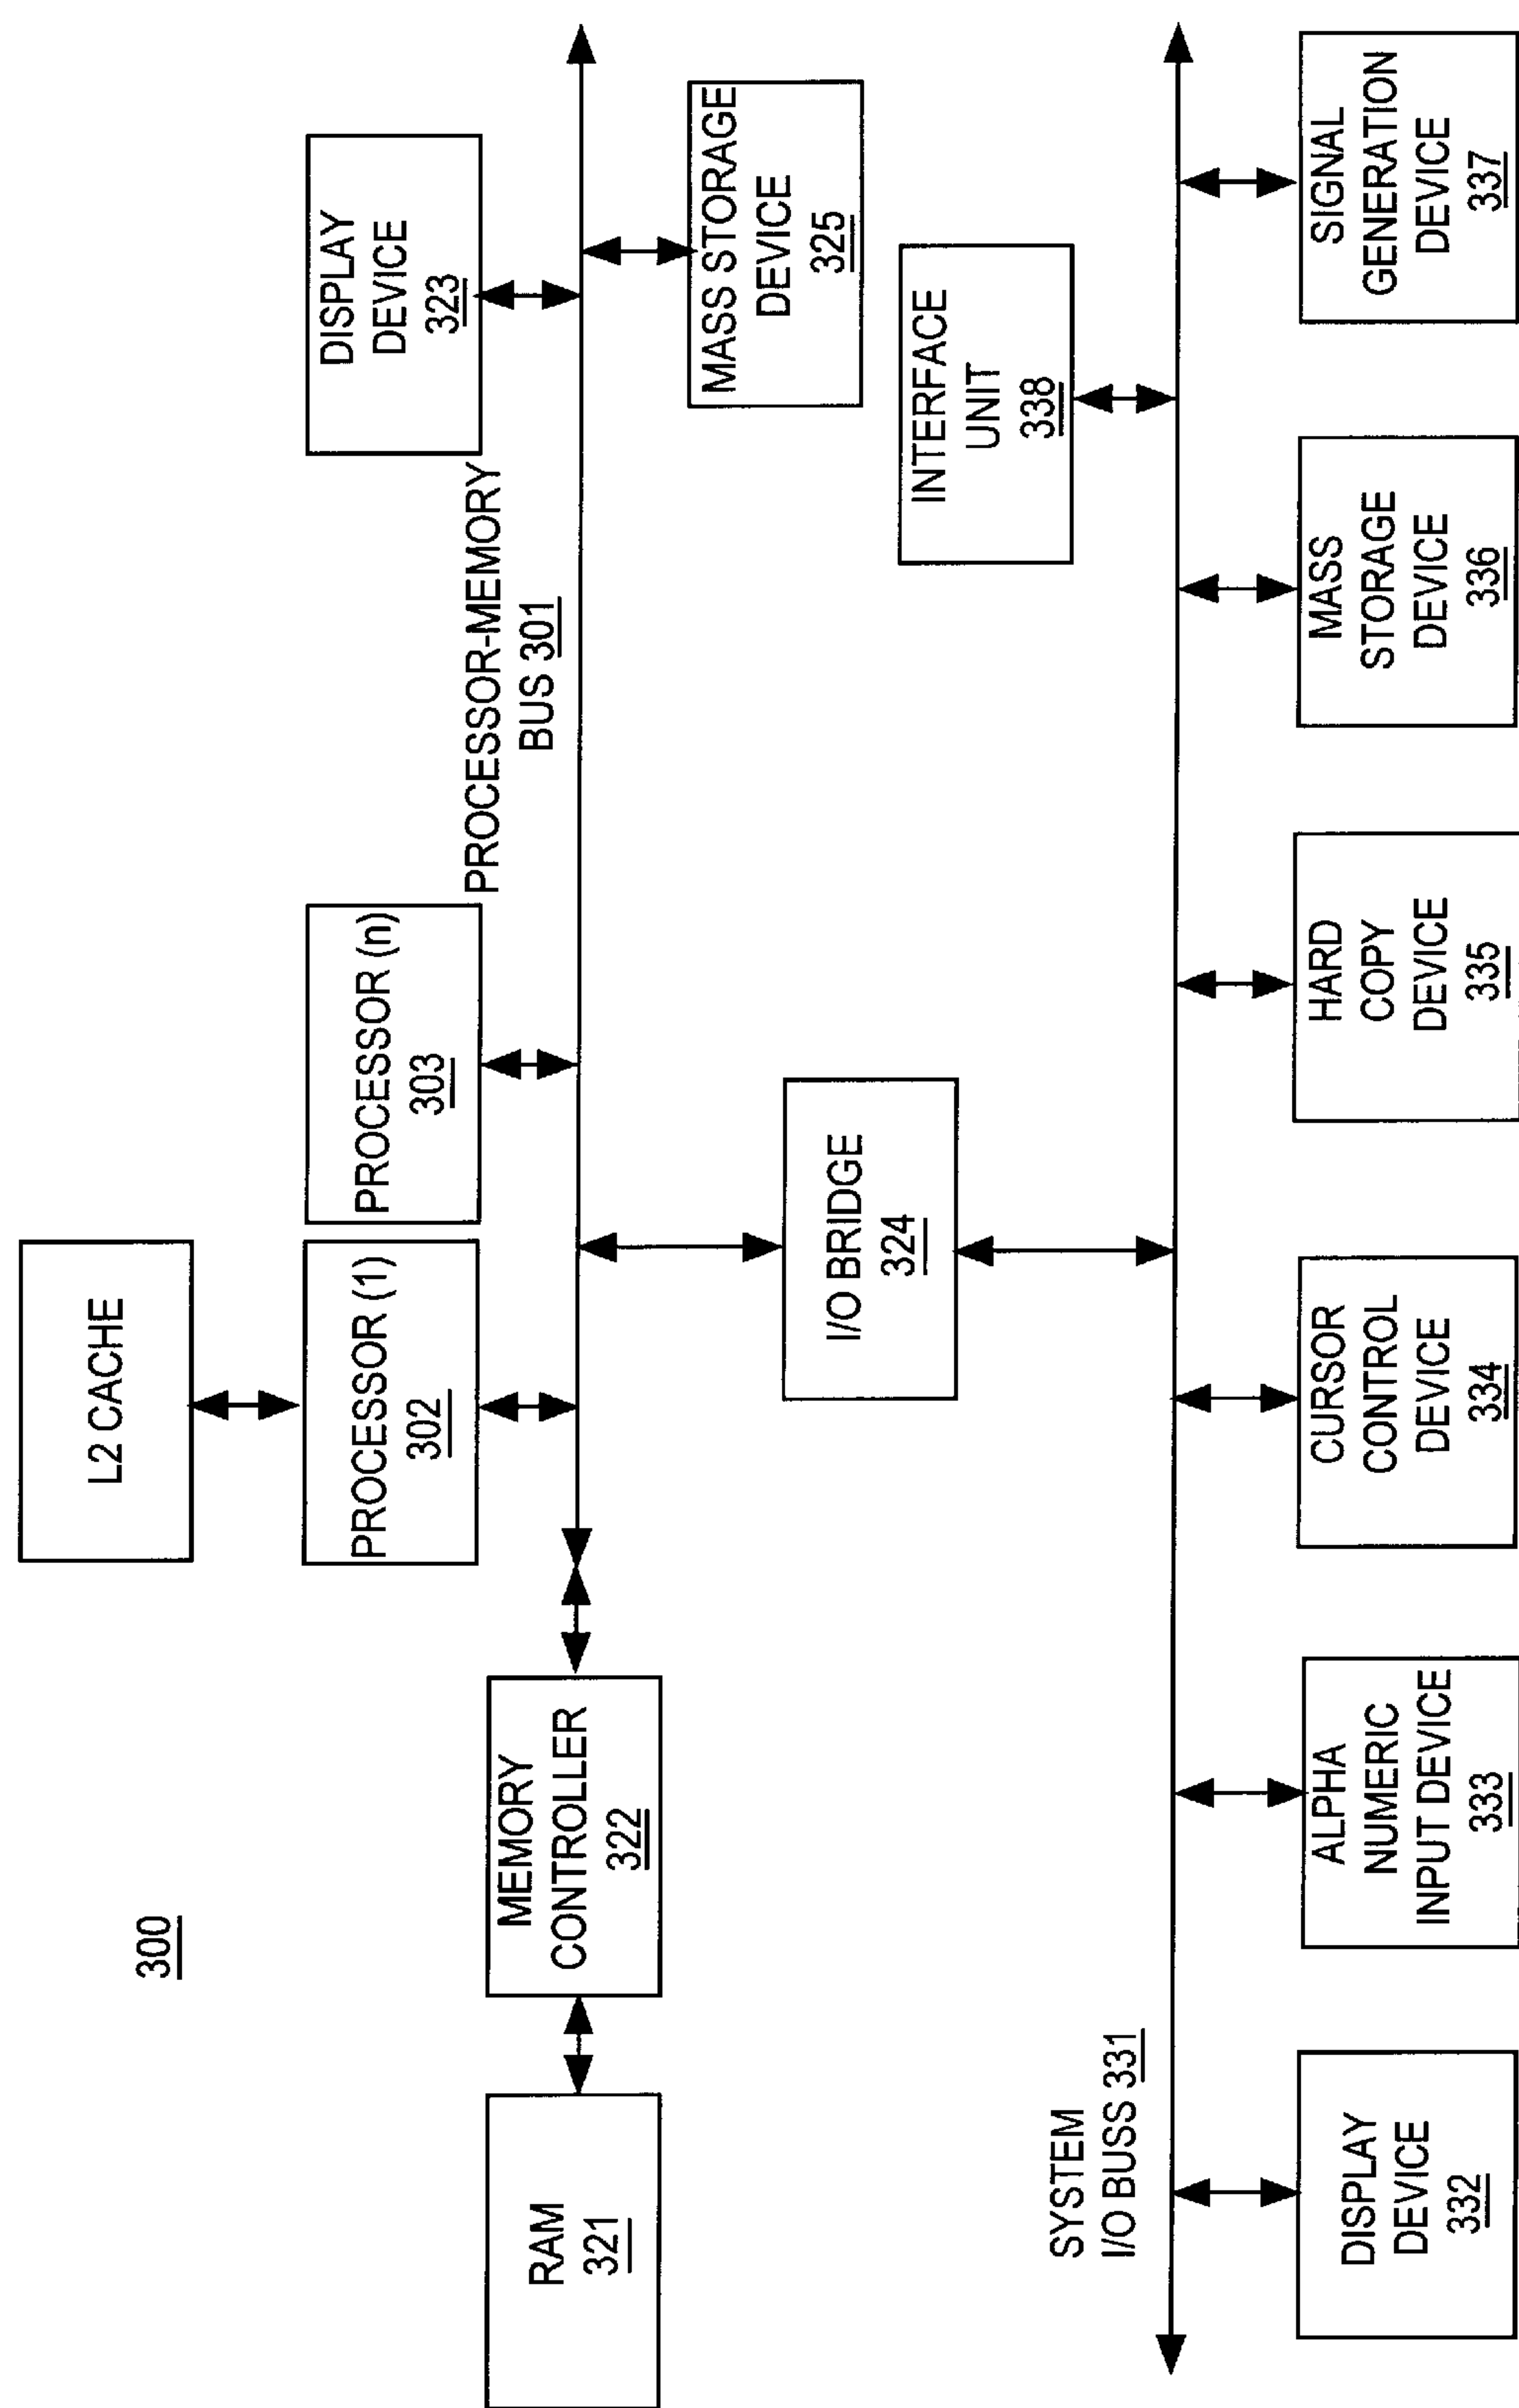 300
L2 CACHE
PROCESSOR (1)
302
PROCESSOR (n)
303
DISPLAY
DEVICE
323
PROCESSOR-MEMORY
BUS 301
RAM
321
MEMORY
CONTROLLER
322
MASS STORAGE
DEVICE
325
I/O BRIDGE
324
INTERFACE
UNIT
338
SYSTEM
I/O BUSS 331
DISPLAY
DEVICE
332
ALPHA
NUMERIC
INPUT DEVICE
333
CURSOR
CONTROL
DEVICE
334
HARD
COPY
DEVICE
335
MASS
STORAGE
DEVICE
336
SIGNAL
GENERATION
DEVICE
337